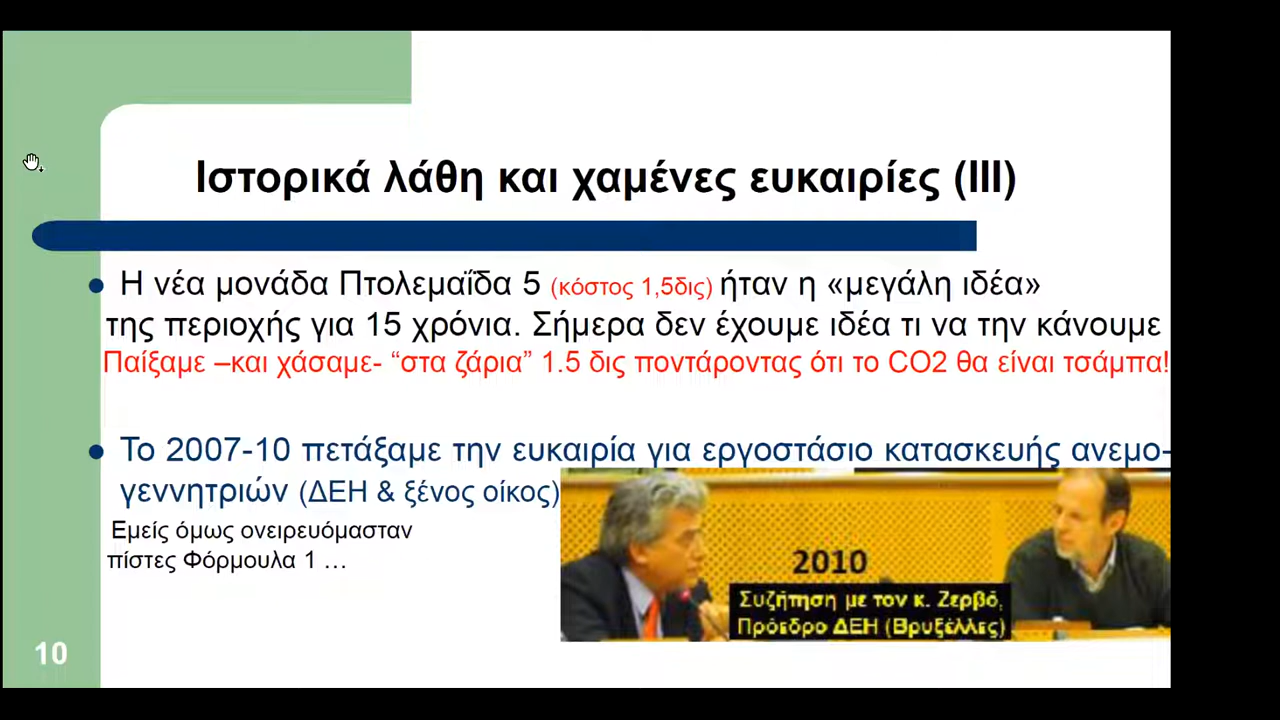 Ιστορικά λάθη και χαμένες ευκαιρίες (III)
● Η νέα μονάδα Πτολεμαΐδα 5 (κόστος 1,5δις) ήταν η «μεγάλη ιδέα»
της περιοχής για 15 χρόνια. Σήμερα δεν έχουμε ιδέα τι να την κάνουμε
Παίξαμε –και χάσαμε- “στα ζάρια” 1.5 δις ποντάροντας ότι το CO2 θα είναι τσάμπα!
● Το 2007-10 πετάξαμε την ευκαιρία για εργοστάσιο κατασκευής ανεμο-
γεννητριών (ΔΕΗ & ξένος οίκος)
Εμείς όμως ονειρευόμασταν
πίστες Φόρμουλα 1 …
2010
Συζήτηση με τον κ. Ζερβό,
Πρόεδρο ΔΕΗ (Βρυξέλλες)
10